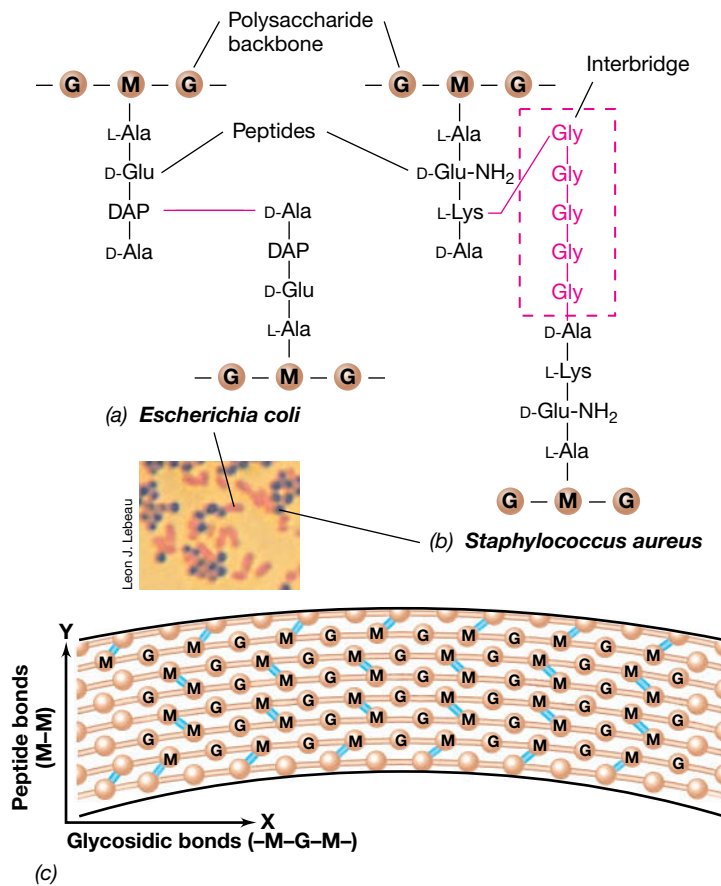 Polysaccharide
backbone
Interbridge
– G – M – G –
– G – M – G –
L-Ala
Peptides
L-Ala
Gly
D-Glu
D-Glu-NH₂
Gly
DAP
D-Ala
L-Lys
Gly
D-Ala
DAP
D-Ala
Gly
D-Glu
Gly
L-Ala
D-Ala
– G – M – G –
L-Lys
(a) Escherichia coli
D-Glu-NH₂
L-Ala
G – M – G
Leon J. Lebeau
(b) Staphylococcus aureus
Y
M G M G M G M G M G M G M
G M G M G M G M G M G M
M G M G M G M G M G M G
G M G M G M G M G M G M
M G M G M G M G M G M G
G M G M G M G M G M G M G
Peptide bonds
(M–M)
X
Glycosidic bonds (–M–G–M–)
(c)